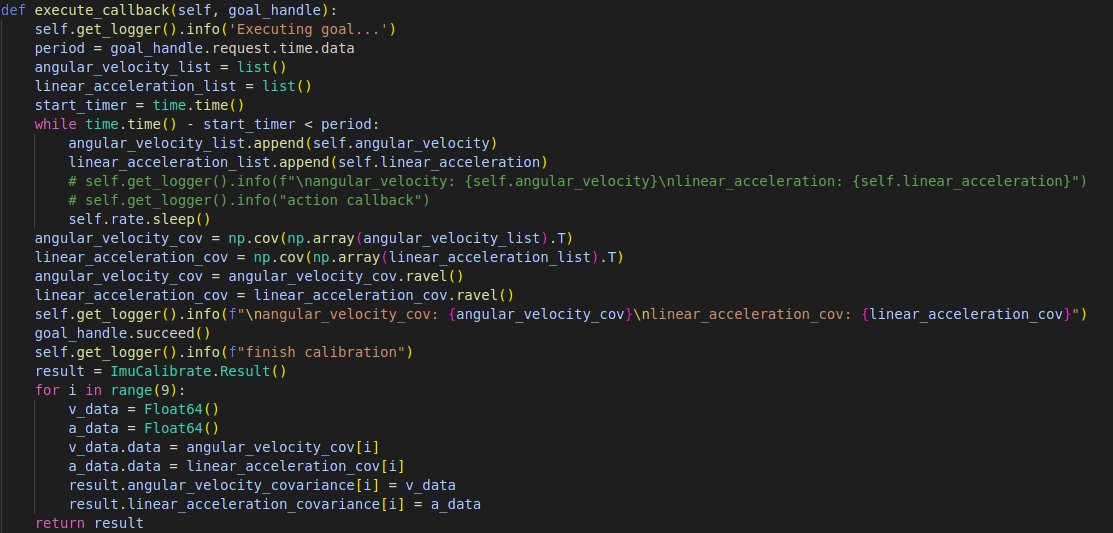 def execute_callback(self, goal_handle):
    self.get_logger().info('Executing goal...')
    period = goal_handle.request.time.data
    angular_velocity_list = list()
    linear_acceleration_list = list()
    start_timer = time.time()
    while time.time() - start_timer < period:
        angular_velocity_list.append(self.angular_velocity)
        linear_acceleration_list.append(self.linear_acceleration)
        # self.get_logger().info(f"\nangular_velocity: {self.angular_velocity}\nlinear_acceleration: {self.linear_acceleration}")
        # self.get_logger().info("action callback")
        self.rate.sleep()
    angular_velocity_cov = np.cov(np.array(angular_velocity_list).T)
    linear_acceleration_cov = np.cov(np.array(linear_acceleration_list).T)
    angular_velocity_cov = angular_velocity_cov.ravel()
    linear_acceleration_cov = linear_acceleration_cov.ravel()
    self.get_logger().info(f"\nangular_velocity_cov: {angular_velocity_cov}\nlinear_acceleration_cov: {linear_acceleration_cov}")
    goal_handle.succeed()
    self.get_logger().info(f"finish calibration")
    result = ImuCalibrate.Result()
    for i in range(9):
        v_data = Float64()
        a_data = Float64()
        v_data.data = angular_velocity_cov[i]
        a_data.data = linear_acceleration_cov[i]
        result.angular_velocity_covariance[i] = v_data
        result.linear_acceleration_covariance[i] = a_data
    return result